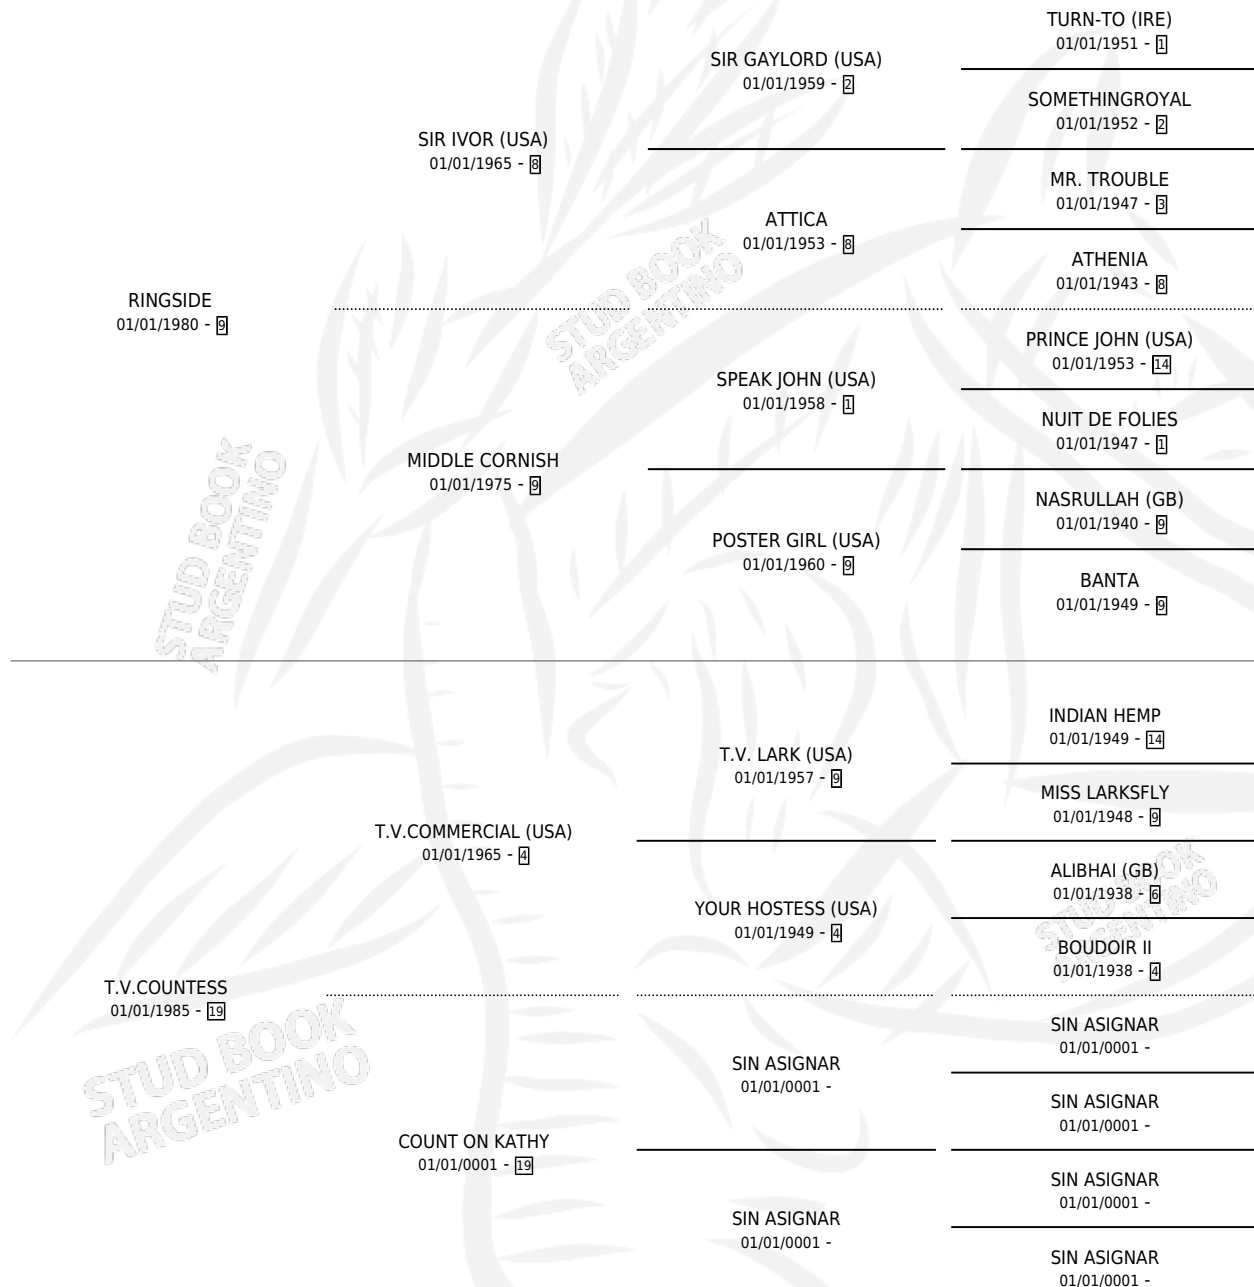 TURN-TO (IRE)
01/01/1951 - 1
SIR GAYLORD (USA)
01/01/1959 - 2
SOMETHINGROYAL
01/01/1952 - 2
SIR IVOR (USA)
01/01/1965 - 8
MR. TROUBLE
01/01/1947 - 3
ATTICA
01/01/1953 - 8
ATHENIA
01/01/1943 - 8
RINGSIDE
01/01/1980 - 9
PRINCE JOHN (USA)
01/01/1953 - 14
SPEAK JOHN (USA)
01/01/1958 - 1
NUIT DE FOLIES
01/01/1947 - 1
MIDDLE CORNISH
01/01/1975 - 9
NASRULLAH (GB)
01/01/1940 - 9
POSTER GIRL (USA)
01/01/1960 - 9
BANTA
01/01/1949 - 9
INDIAN HEMP
01/01/1949 - 14
T.V. LARK (USA)
01/01/1957 - 9
MISS LARKSFLY
01/01/1948 - 9
T.V.COMMERCIAL (USA)
01/01/1965 - 4
ALIBHAI (GB)
01/01/1938 - 6
YOUR HOSTESS (USA)
01/01/1949 - 4
BOUDOIR II
01/01/1938 - 4
T.V.COUNTESS
01/01/1985 - 19
SIN ASIGNAR
01/01/0001 -
SIN ASIGNAR
01/01/0001 -
SIN ASIGNAR
01/01/0001 -
COUNT ON KATHY
01/01/0001 - 19
SIN ASIGNAR
01/01/0001 -
SIN ASIGNAR
01/01/0001 -
SIN ASIGNAR
01/01/0001 -
STUD BOOK
ARGENTINO
STUD BOOK
ARGENTINO
STUD BOOK
ARGENTINO
STUD BOOK
ARGENTINO